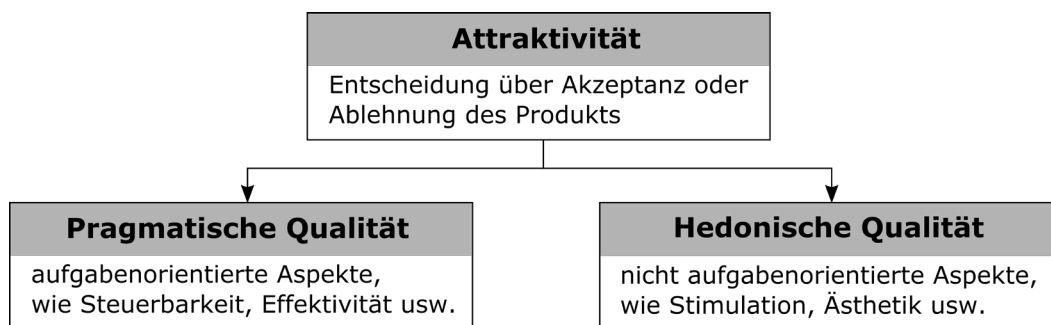 Attraktivität
Entscheidung über Akzeptanz oder
Ablehnung des Produkts
Pragmatische Qualität
aufgabenorientierte Aspekte,
wie Steuerbarkeit, Effektivität usw.
Hedonische Qualität
nicht aufgabenorientierte Aspekte,
wie Stimulation, Ästhetik usw.